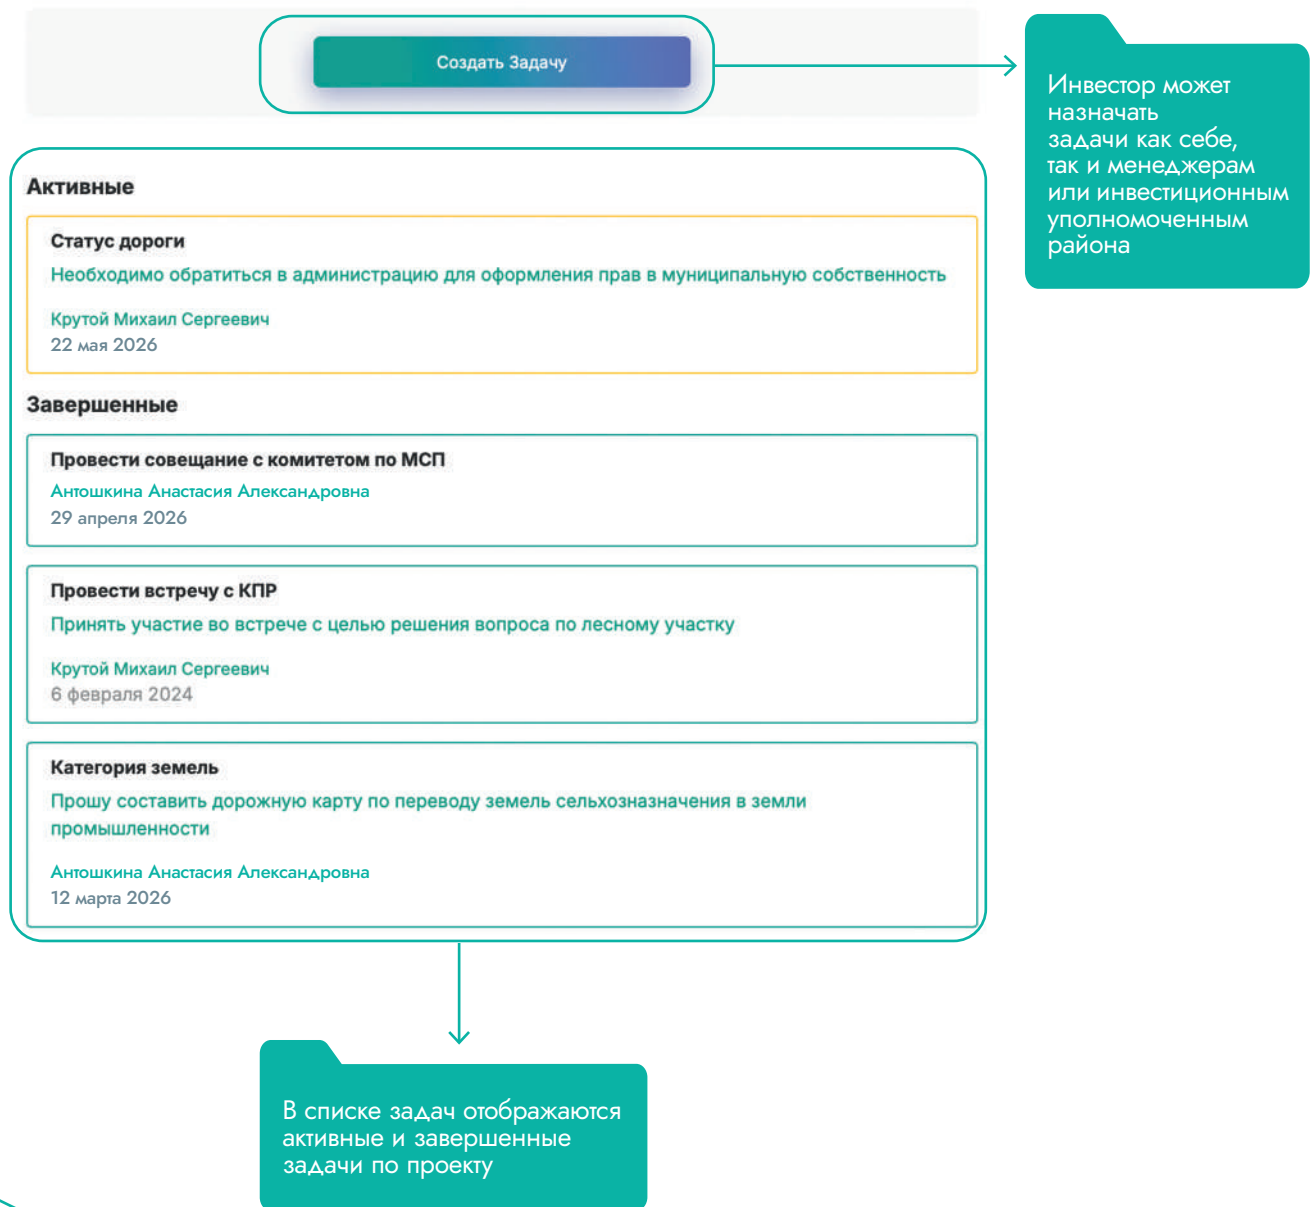 Создать Задачу
Инвестор может
назначать
задачи как себе,
так и менеджерам
или инвестиционным
уполномоченным
района
Активные
Статус дороги
Необходимо обратиться в администрацию для оформления прав в муниципальную собственность
Крутой Михаил Сергеевич
22 мая 2026
Завершенные
Провести совещание с комитетом по МСП
Антошкина Анастасия Александровна
29 апреля 2026
Провести встречу с КПР
Принять участие во встрече с целью решения вопроса по лесному участку
Крутой Михаил Сергеевич
6 февраля 2024
Категория земель
Прошу составить дорожную карту по переводу земель сельхозназначения в земли
промышленности
Антошкина Анастасия Александровна
12 марта 2026
В списке задач отображаются
активные и завершенные
задачи по проекту